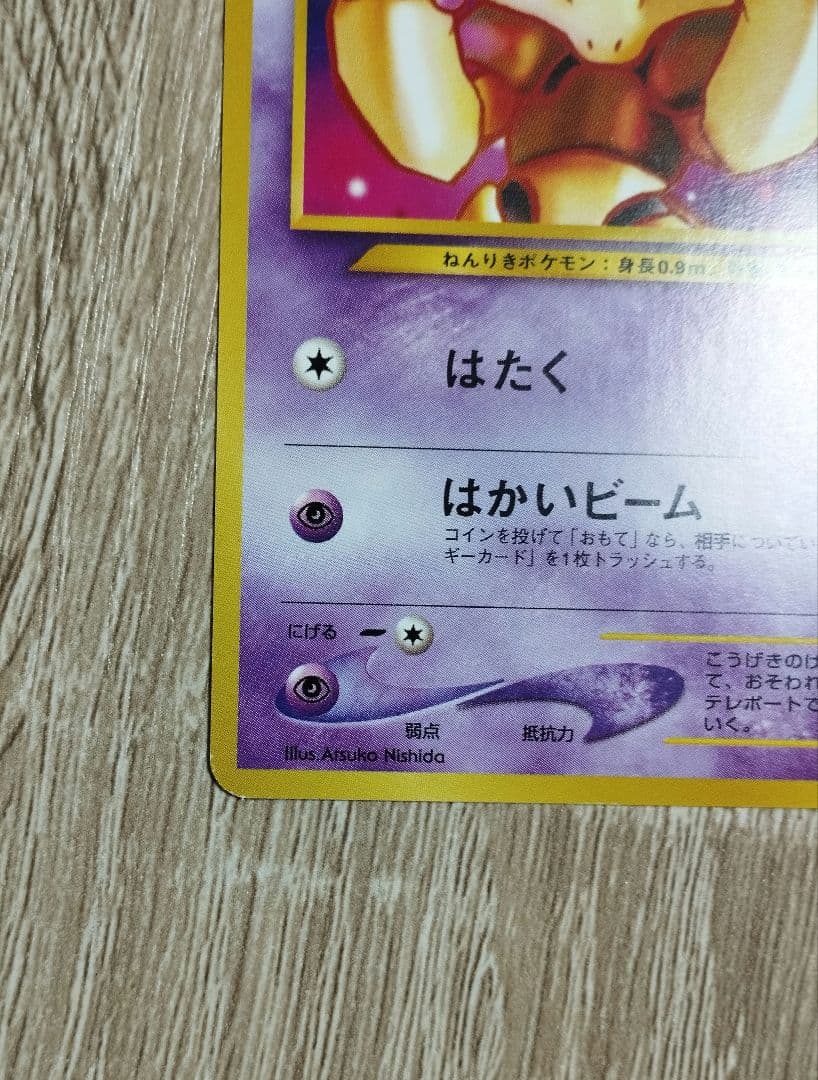 ねんりきポケモン：身長0.9m
はたく
はかいビーム
コインを投げて「おもて」なら、相手についてい
ギーカード」を1枚トラッシュする。
にげる
こうげきのけ
て、おそわれ
テレポートで
いく。
弱点
抵抗力
Illus. Atsuko Nishida